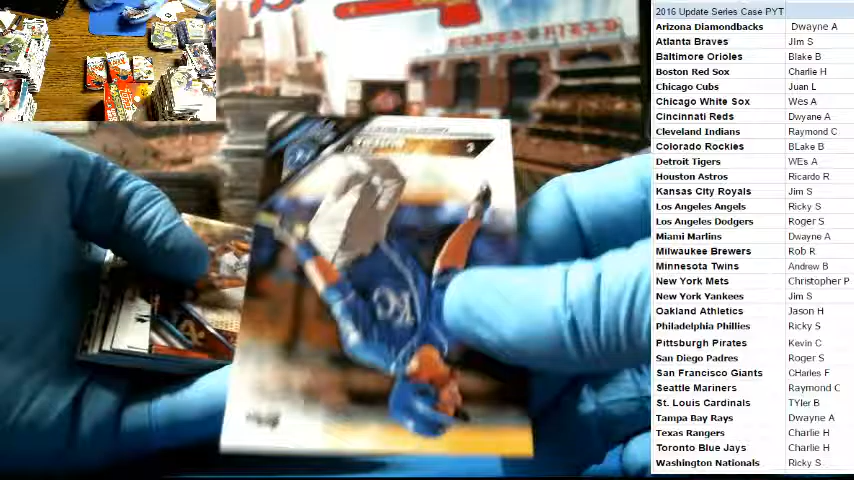 2016 Update Series Case PYT
Arizona Diamondbacks Dwayne A
Atlanta Braves Jim S
Baltimore Orioles Blake B
Boston Red Sox Charlie H
Chicago Cubs Juan L
Chicago White Sox Wes A
Cincinnati Reds Dwyane A
Cleveland Indians Raymond C
Colorado Rockies BLake B
Detroit Tigers WEs A
Houston Astros Ricardo R
Kansas City Royals Jim S
Los Angeles Angels Ricky S
Los Angeles Dodgers Roger S
Miami Marlins Dwayne A
Milwaukee Brewers Rob R
Minnesota Twins Andrew B
New York Mets Christopher P
New York Yankees Jim S
Oakland Athletics Jason H
Philadelphia Phillies Ricky S
Pittsburgh Pirates Kevin C
San Diego Padres Roger S
San Francisco Giants CHarles F
Seattle Mariners Raymond C
St. Louis Cardinals TYler B
Tampa Bay Rays Dwayne A
Texas Rangers Charlie H
Toronto Blue Jays Charlie H
Washington Nationals Ricky S
TURNER FIELD
KC